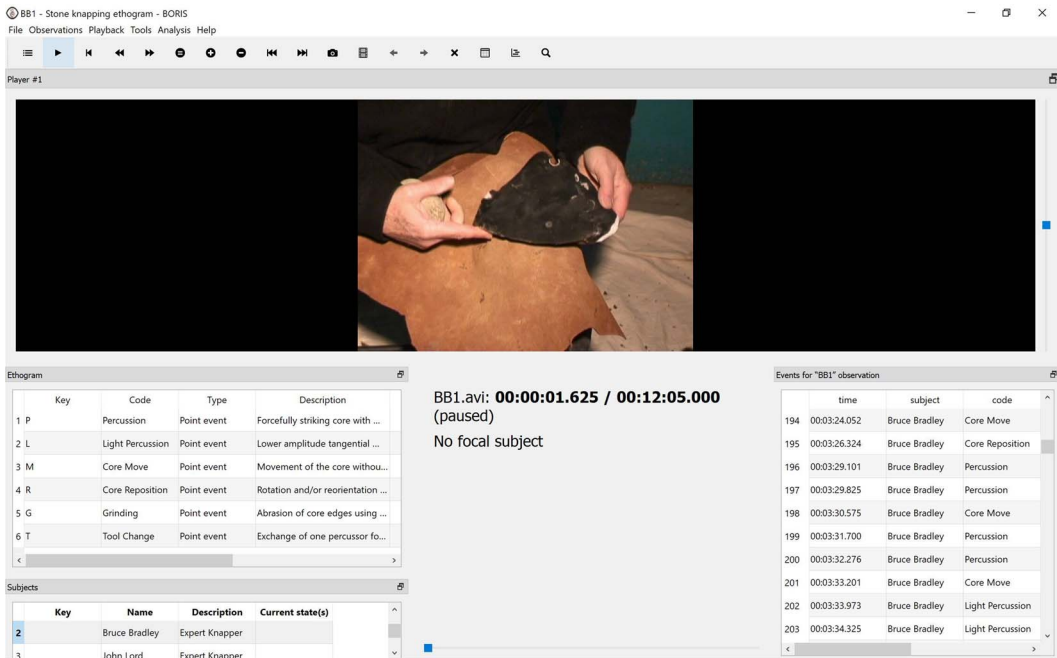 BB1 - Stone knapping ethogram - BORIS
File Observations Playback Tools Analysis Help
Player #1
Ethogram
Key Code Type Description
1 P Percussion Point event Forcefully striking core with ...
2 L Light Percussion Point event Lower amplitude tangential ...
3 M Core Move Point event Movement of the core withou...
4 R Core Reposition Point event Rotation and/or reorientation ...
5 G Grinding Point event Abrasion of core edges using ...
6 T Tool Change Point event Exchange of one percussor fo...
Subjects
Key Name Description Current state(s)
2 Bruce Bradley Expert Knapper
3 John Lord Expert Knapper
BB1.avi: 00:00:01.625 / 00:12:05.000
(paused)
No focal subject
Events for "BB1" observation
time subject code
194 00:03:24.052 Bruce Bradley Core Move
195 00:03:26.324 Bruce Bradley Core Reposition
196 00:03:29.101 Bruce Bradley Percussion
197 00:03:29.825 Bruce Bradley Percussion
198 00:03:30.575 Bruce Bradley Core Move
199 00:03:31.700 Bruce Bradley Percussion
200 00:03:32.276 Bruce Bradley Percussion
201 00:03:33.201 Bruce Bradley Core Move
202 00:03:33.973 Bruce Bradley Light Percussion
203 00:03:34.325 Bruce Bradley Light Percussion